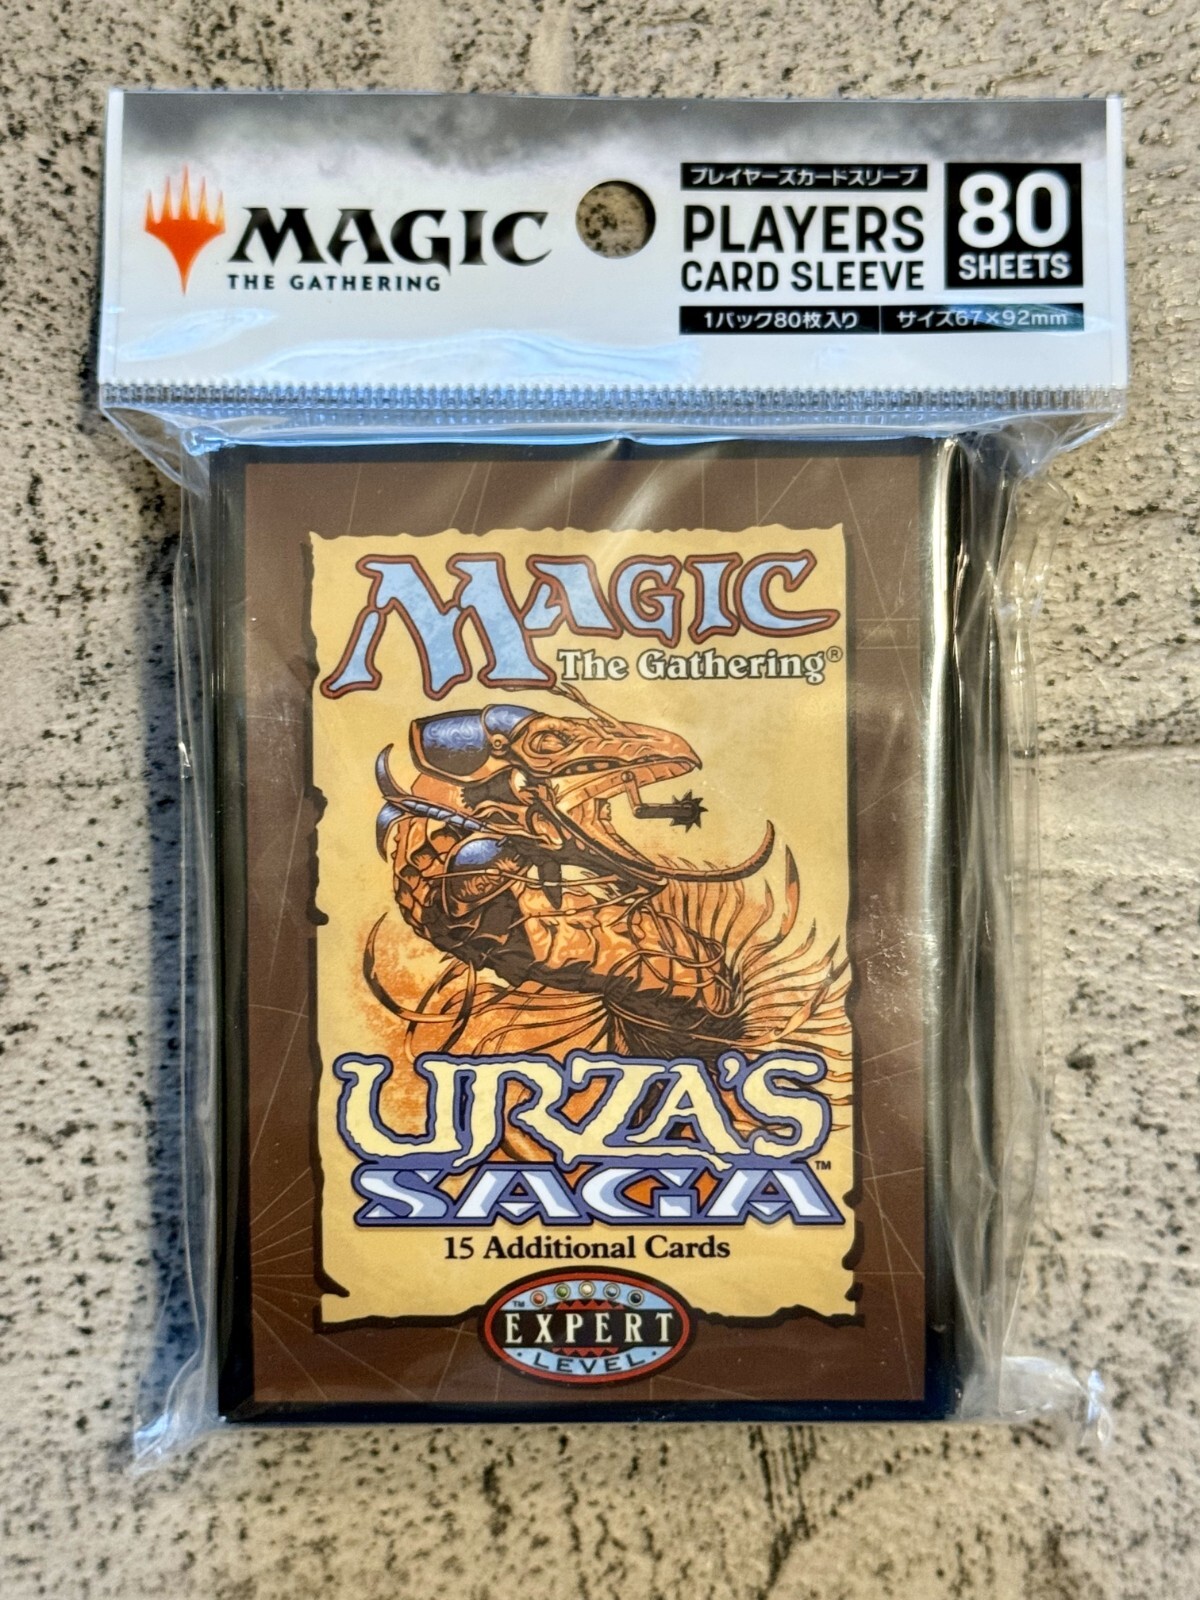 MAGIC
THE GATHERING
プレイヤーズカードスリーブ
PLAYERS
CARD SLEEVE
80
SHEETS
1パック80枚入り
サイズ67×92mm
MAGIC
The Gathering®
URZA'S
SAGA™
15 Additional Cards
™
EXPERT
LEVEL